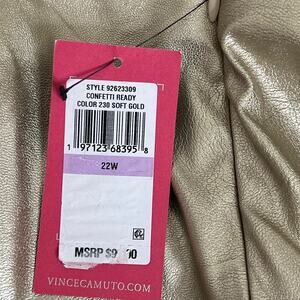 STYLE 92623309
CONFETTI READY
COLOR 230 SOFT GOLD
1 97123 68395 8
22W
MSRP
VINCECAMUTO.COM